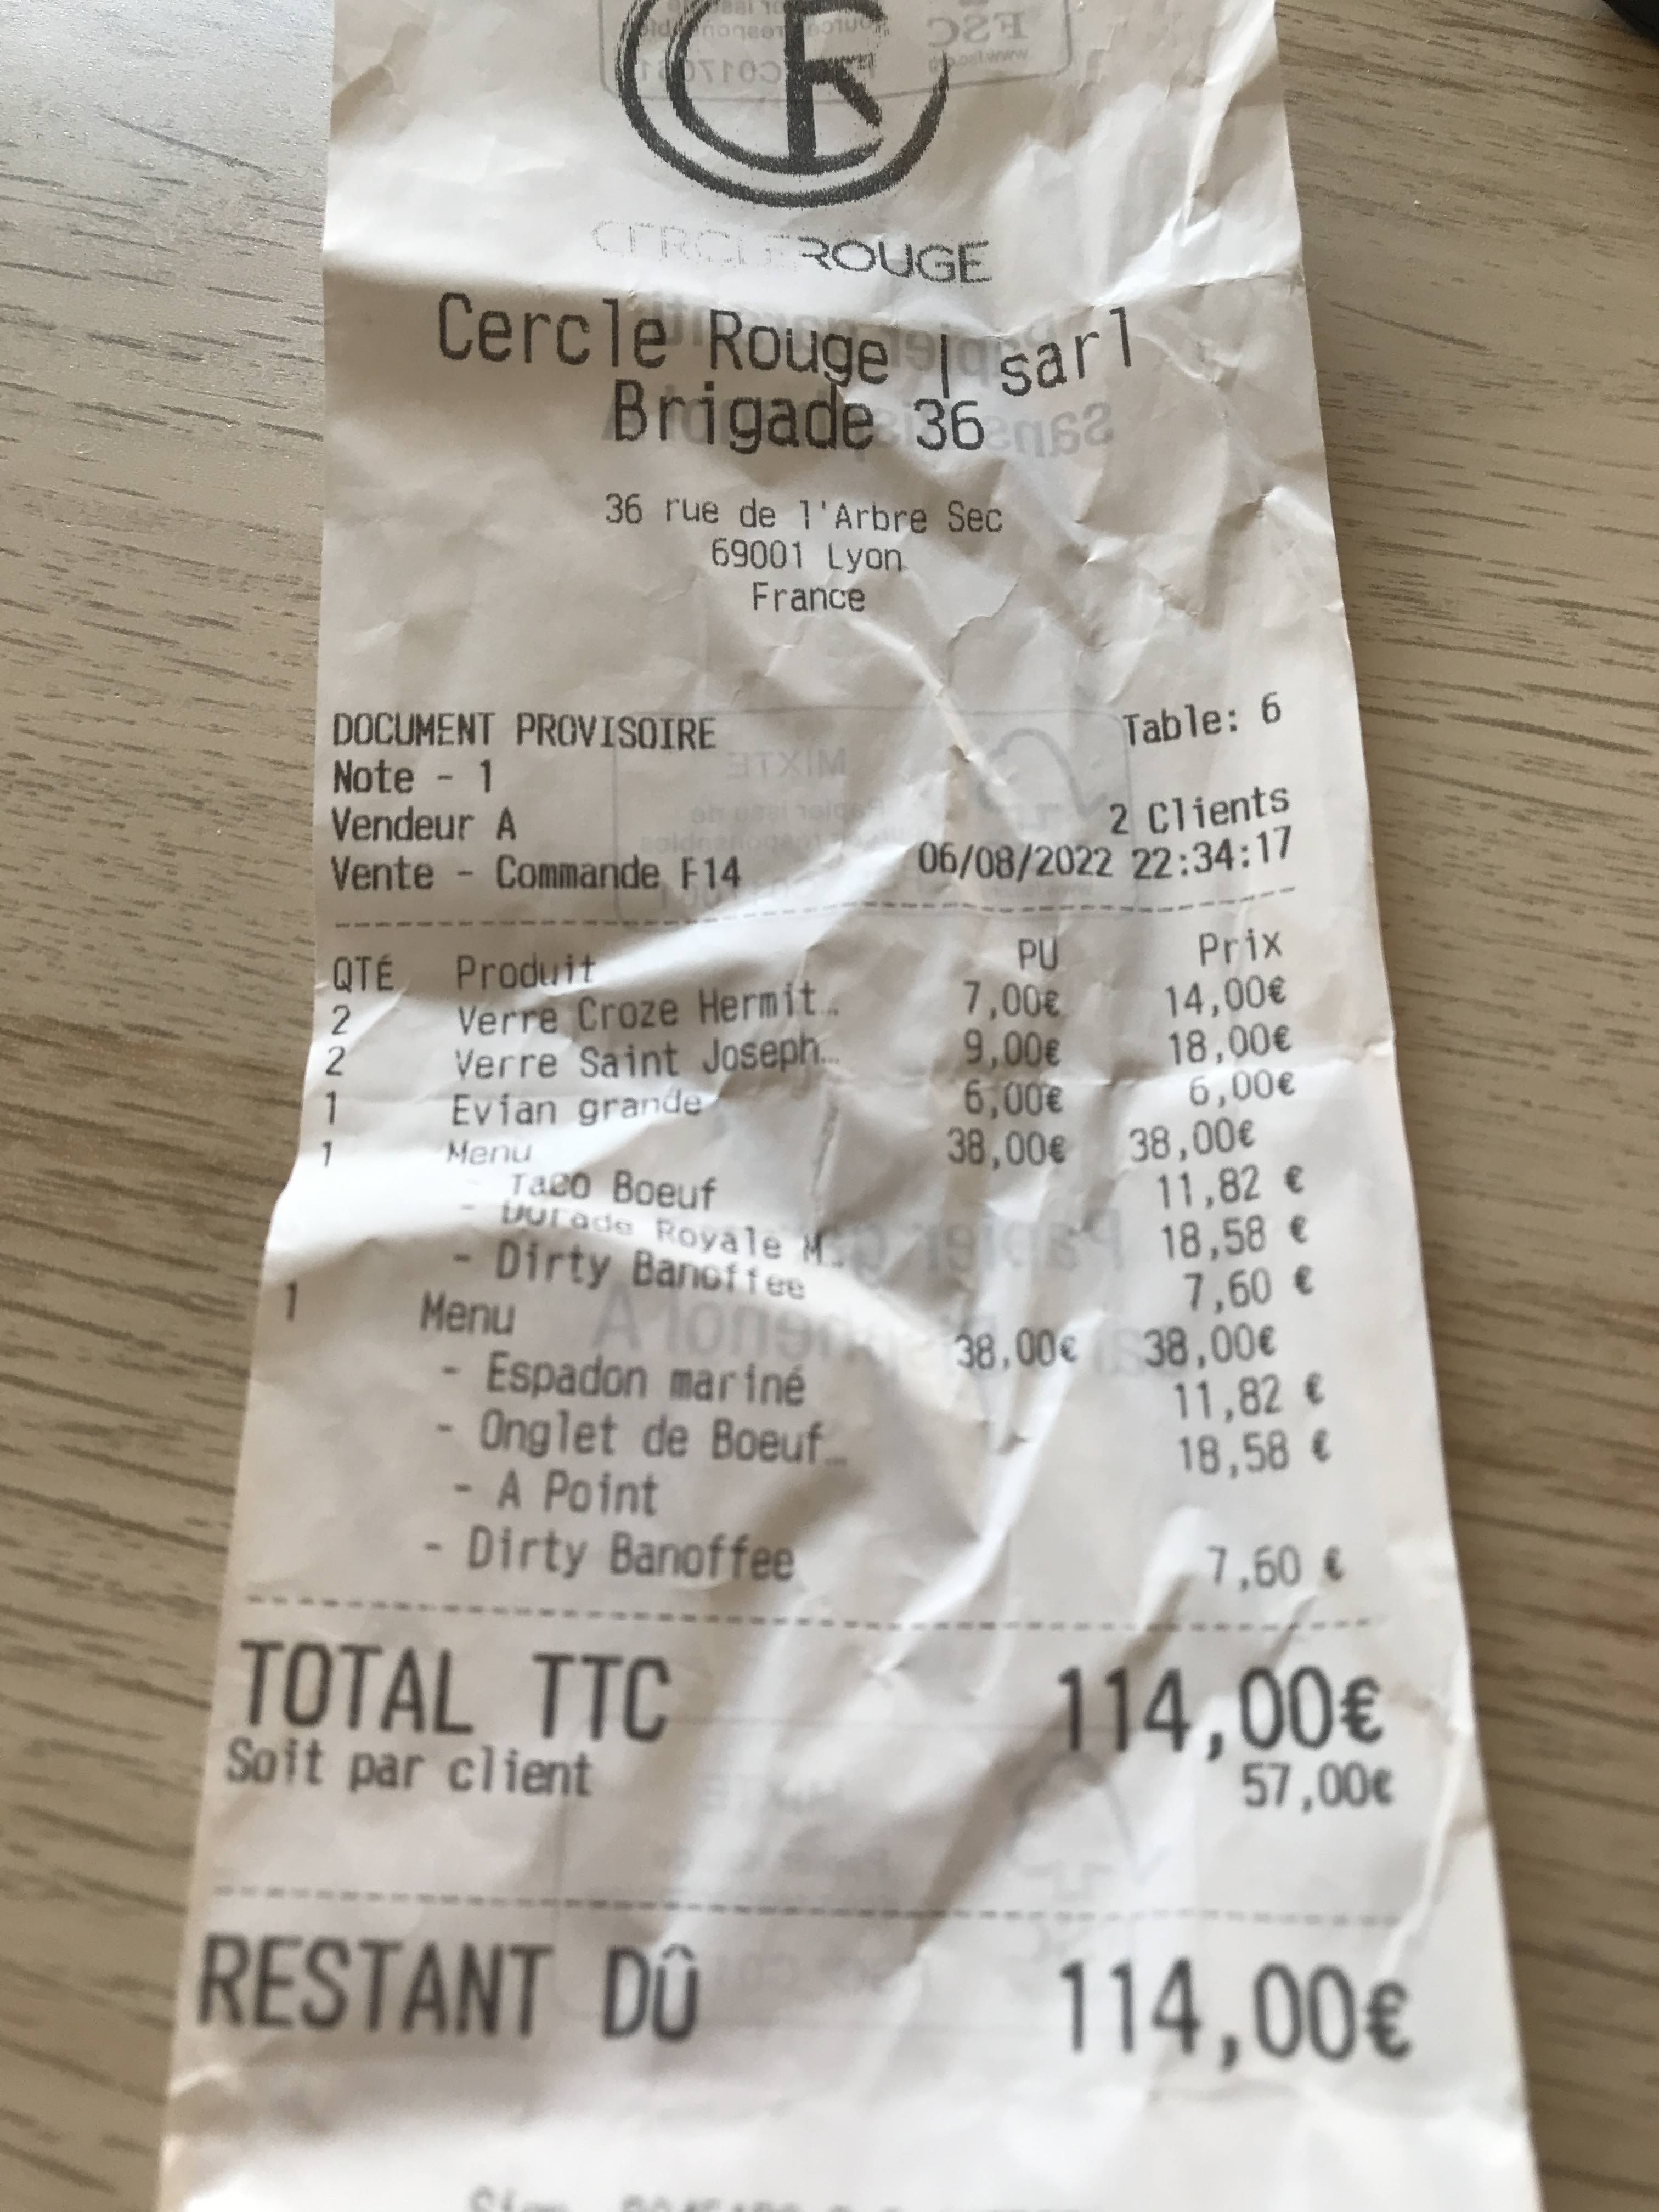 CR
CERCLEROUGE
Cercle Rouge | sarl
Brigade 36
36 rue de l'Arbre Sec
69001 Lyon
France
DOCUMENT PROVISOIRE Table: 6
Note - 1
Vendeur A 2 Clients
Vente - Commande F14 06/08/2022 22:34:17
QTÉ Produit PU Prix
2 Verre Croze Hermit… 7,00€ 14,00€
2 Verre Saint Joseph… 9,00€ 18,00€
1 Evian grande 6,00€ 6,00€
1 Menu 38,00€ 38,00€
- Taco Boeuf 11,82 €
- Dorade Royale M… 18,58 €
- Dirty Banoffee 7,60 €
1 Menu 38,00€ 38,00€
- Espadon mariné 11,82 €
- Onglet de Boeuf… 18,58 €
- A Point
- Dirty Banoffee 7,60 €
TOTAL TTC 114,00€
Soit par client 57,00€
RESTANT DÛ 114,00€